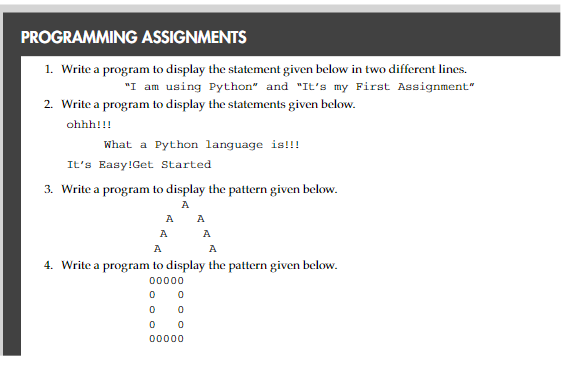 PROGRAMMING ASSIGNMENTS
1. Write a program to display the statement given below in two different lines.
"I am using Python" and "It's my First Assignment"
2. Write a program to display the statements given below.
ohhh!!!
What a Python language is!!!
It's Easy!Get Started
3. Write a program to display the pattern given below.
A
A A
A A
A A
4. Write a program to display the pattern given below.
00000
0 0
0 0
0 0
00000